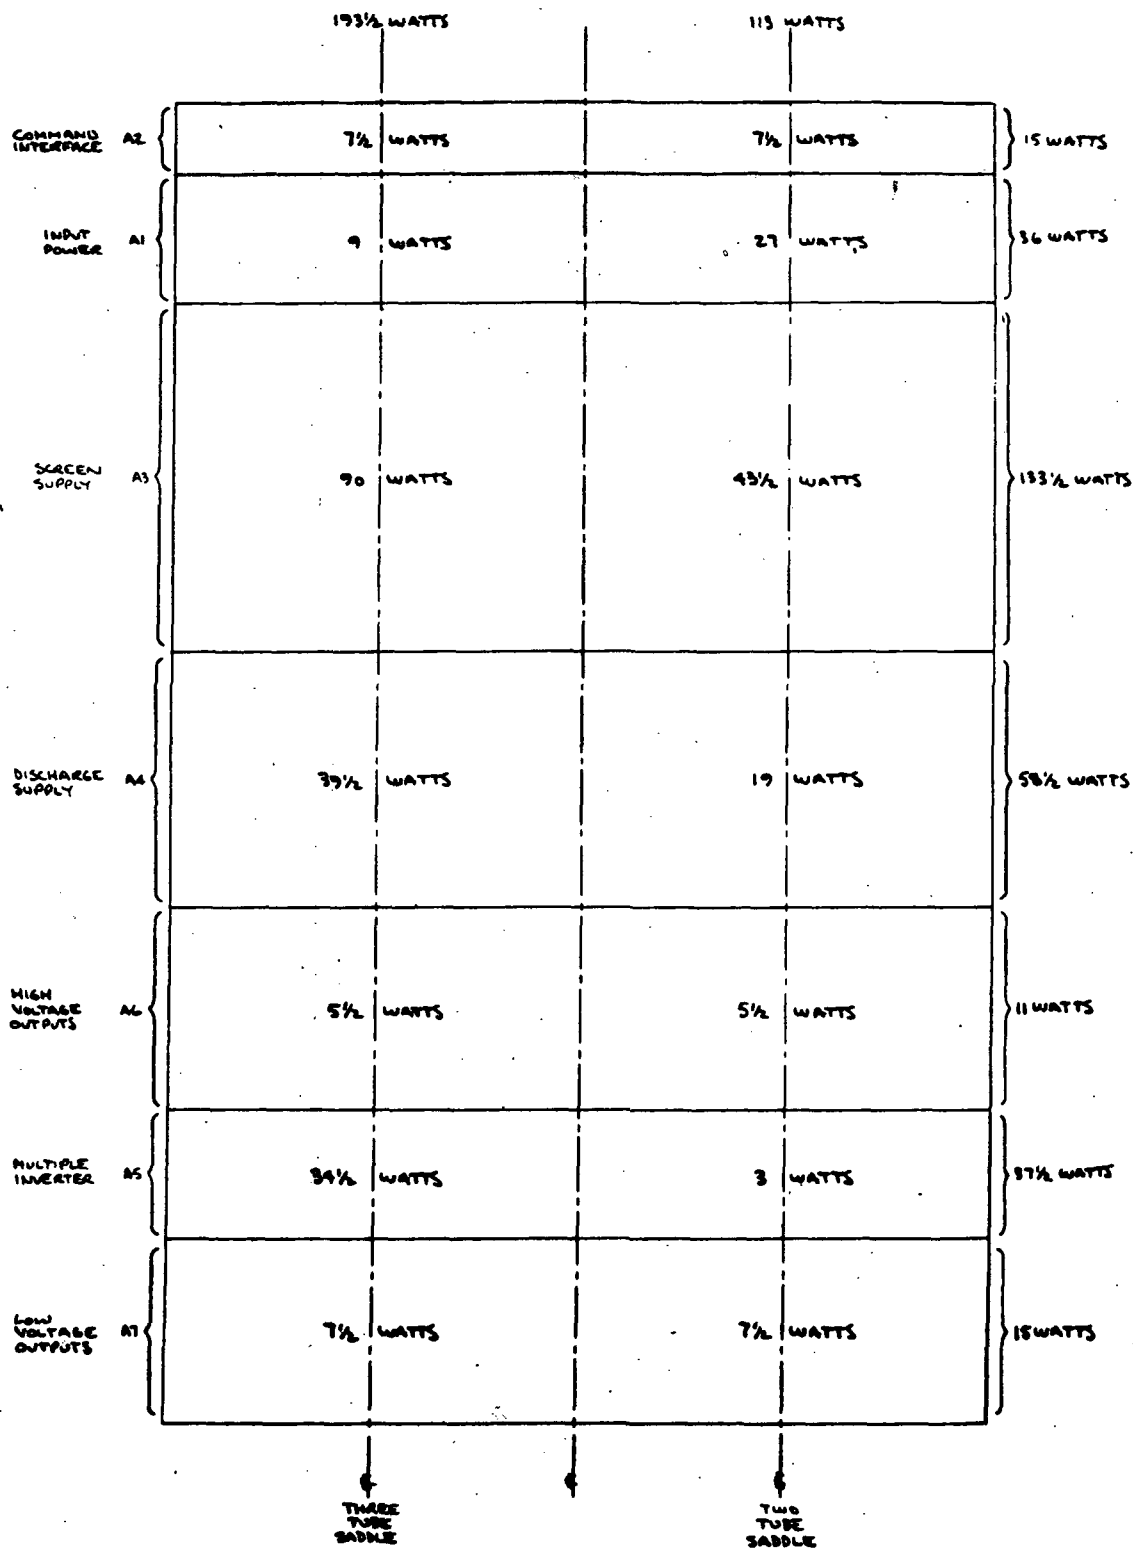 193½ WATTS
113 WATTS
COMMAND
INTERFACE
A2
7½ WATTS
7½ WATTS
15 WATTS
INPUT
POWER
A1
9 WATTS
27 WATTS
36 WATTS
SCREEN
SUPPLY
A3
90 WATTS
43½ WATTS
133½ WATTS
DISCHARGE
SUPPLY
A4
39½ WATTS
19 WATTS
58½ WATTS
HIGH
VOLTAGE
OUTPUTS
A6
5½ WATTS
5½ WATTS
11 WATTS
MULTIPLE
INVERTER
A5
34½ WATTS
3 WATTS
37½ WATTS
LOW
VOLTAGE
OUTPUTS
A7
7½ WATTS
7½ WATTS
15 WATTS
℄
℄
℄
THREE
TUBE
SADDLE
TWO
TUBE
SADDLE